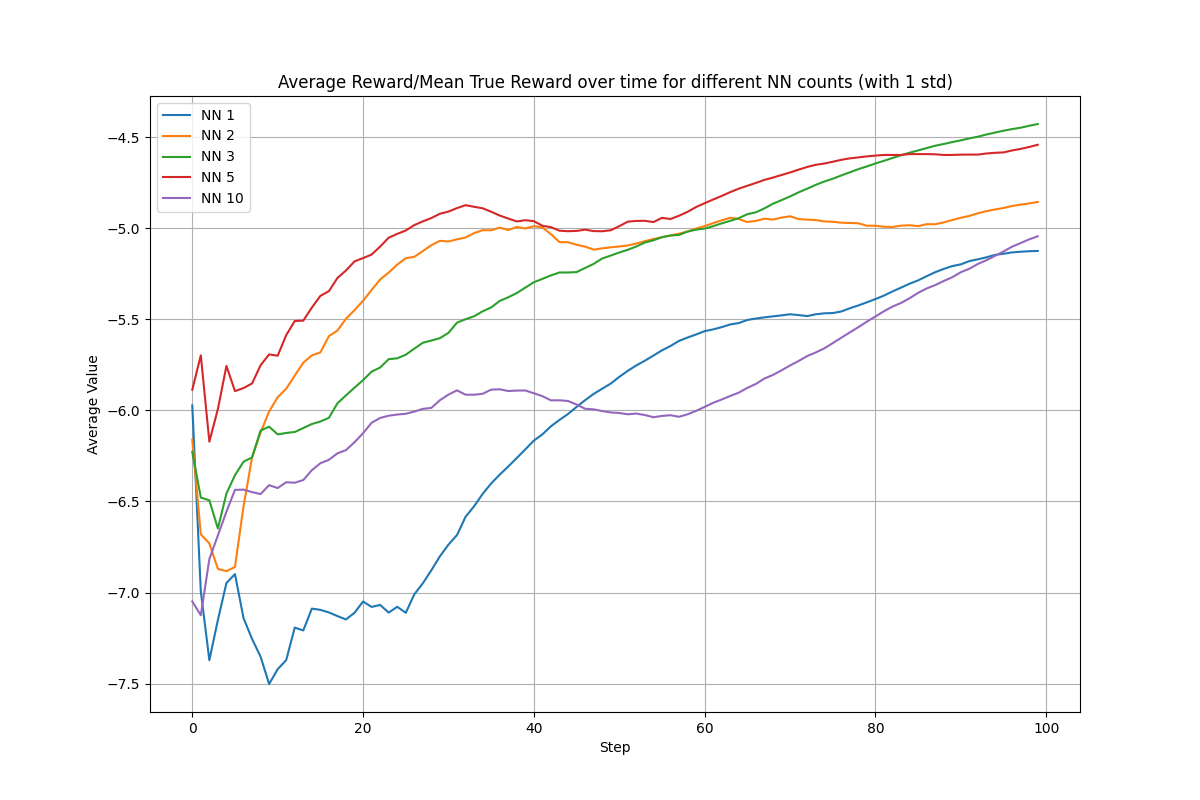 Average Reward/Mean True Reward over time for different NN counts (with 1 std)
NN 1
NN 2
NN 3
NN 5
NN 10
−4.5
−5.0
−5.5
−6.0
−6.5
−7.0
−7.5
Average Value
0 20 40 60 80 100
Step